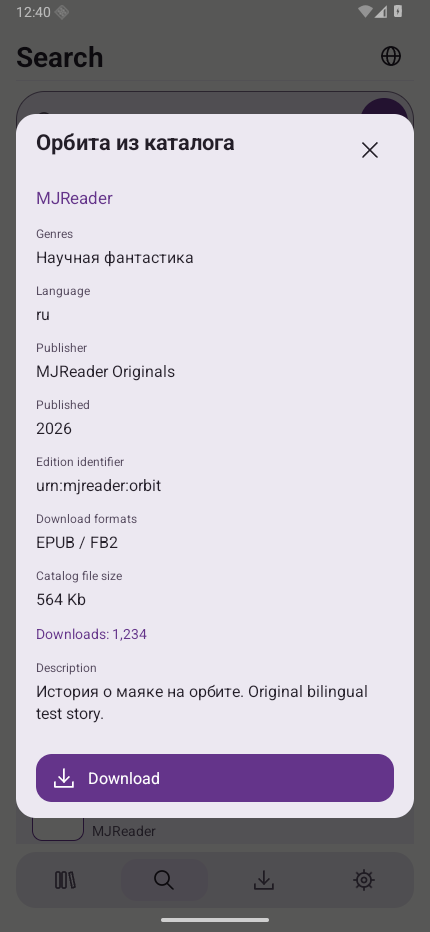 12:40
Search
Орбита из каталога
MJReader
Genres
Научная фантастика
Language
ru
Publisher
MJReader Originals
Published
2026
Edition identifier
urn:mjreader:orbit
Download formats
EPUB / FB2
Catalog file size
564 Kb
Downloads: 1,234
Description
История о маяке на орбите. Original bilingual
test story.
Download
MJReader